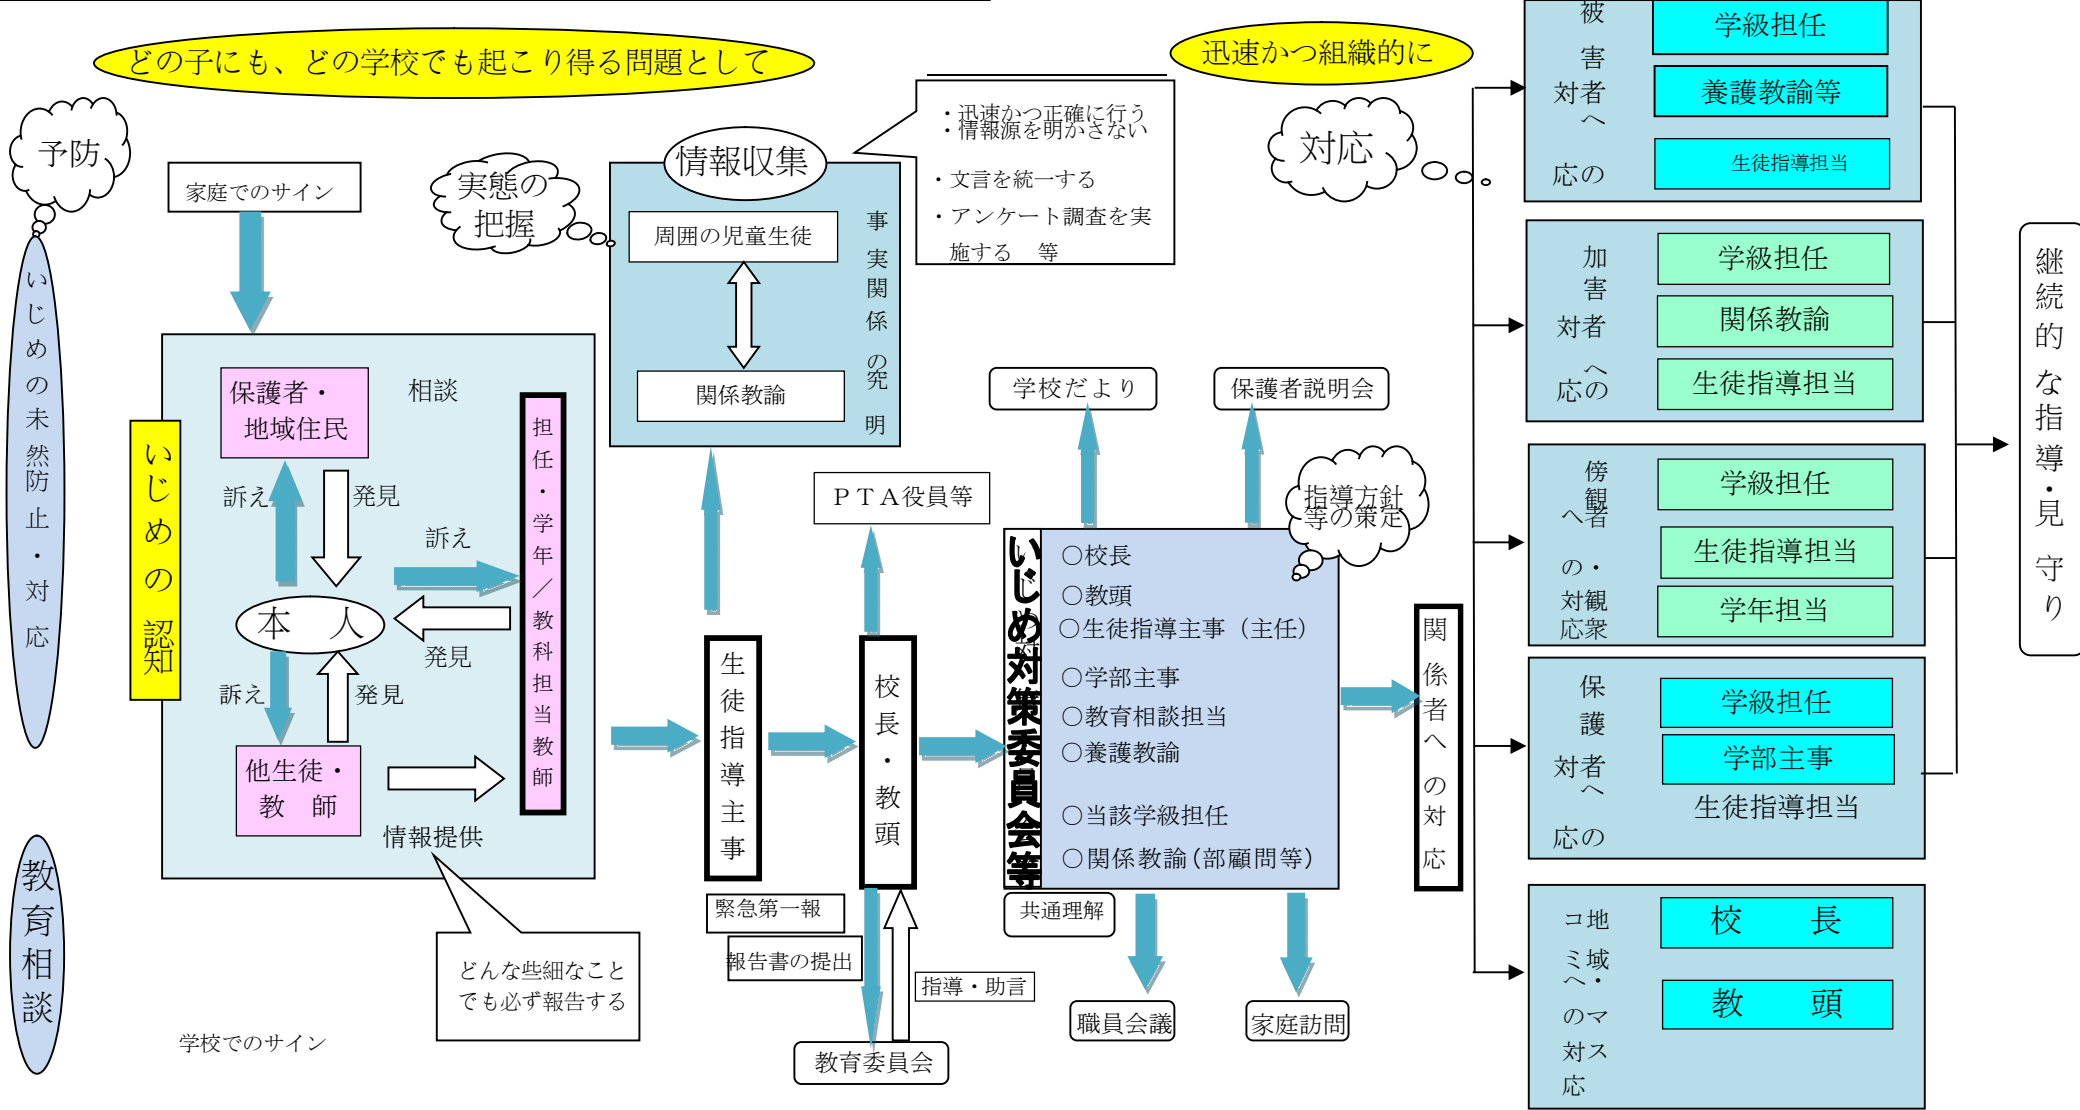 どの子にも、どの学校でも起こり得る問題として
迅速かつ組織的に
予防
いじめの未然防止・対応
教育相談
家庭でのサイン
いじめの認知
保護者・
地域住民
相談
訴え
発見
訴え
発見
本　人
訴え
発見
他生徒・
教　師
情報提供
担任・学年／教科担当教師
どんな些細なこと
でも必ず報告する
学校でのサイン
実態の
把握
情報収集
周囲の児童生徒
関係教諭
事実関係の究明
・迅速かつ正確に行う
・情報源を明かさない
・文言を統一する
・アンケート調査を実
施する　等
生徒指導主事
緊急第一報
報告書の提出
ＰＴＡ役員等
校長・教頭
指導・助言
教育委員会
学校だより
保護者説明会
指導方針
等の策定
いじめ対策委員会等
〇校長
〇教頭
〇生徒指導主事（主任）
〇学部主事
〇教育相談担当
〇養護教諭
〇当該学級担任
〇関係教諭(部顧問等)
共通理解
職員会議
家庭訪問
対応
関係者への対応
被害者への対応
学級担任
養護教諭等
生徒指導担当
加害者への対応
学級担任
関係教諭
生徒指導担当
傍観者・観衆への対応
学級担任
生徒指導担当
学年担当
保護者への対応
学級担任
学部主事
生徒指導担当
地域・マスコミへの対応
校　長
教　頭
継続的な指導・見守り